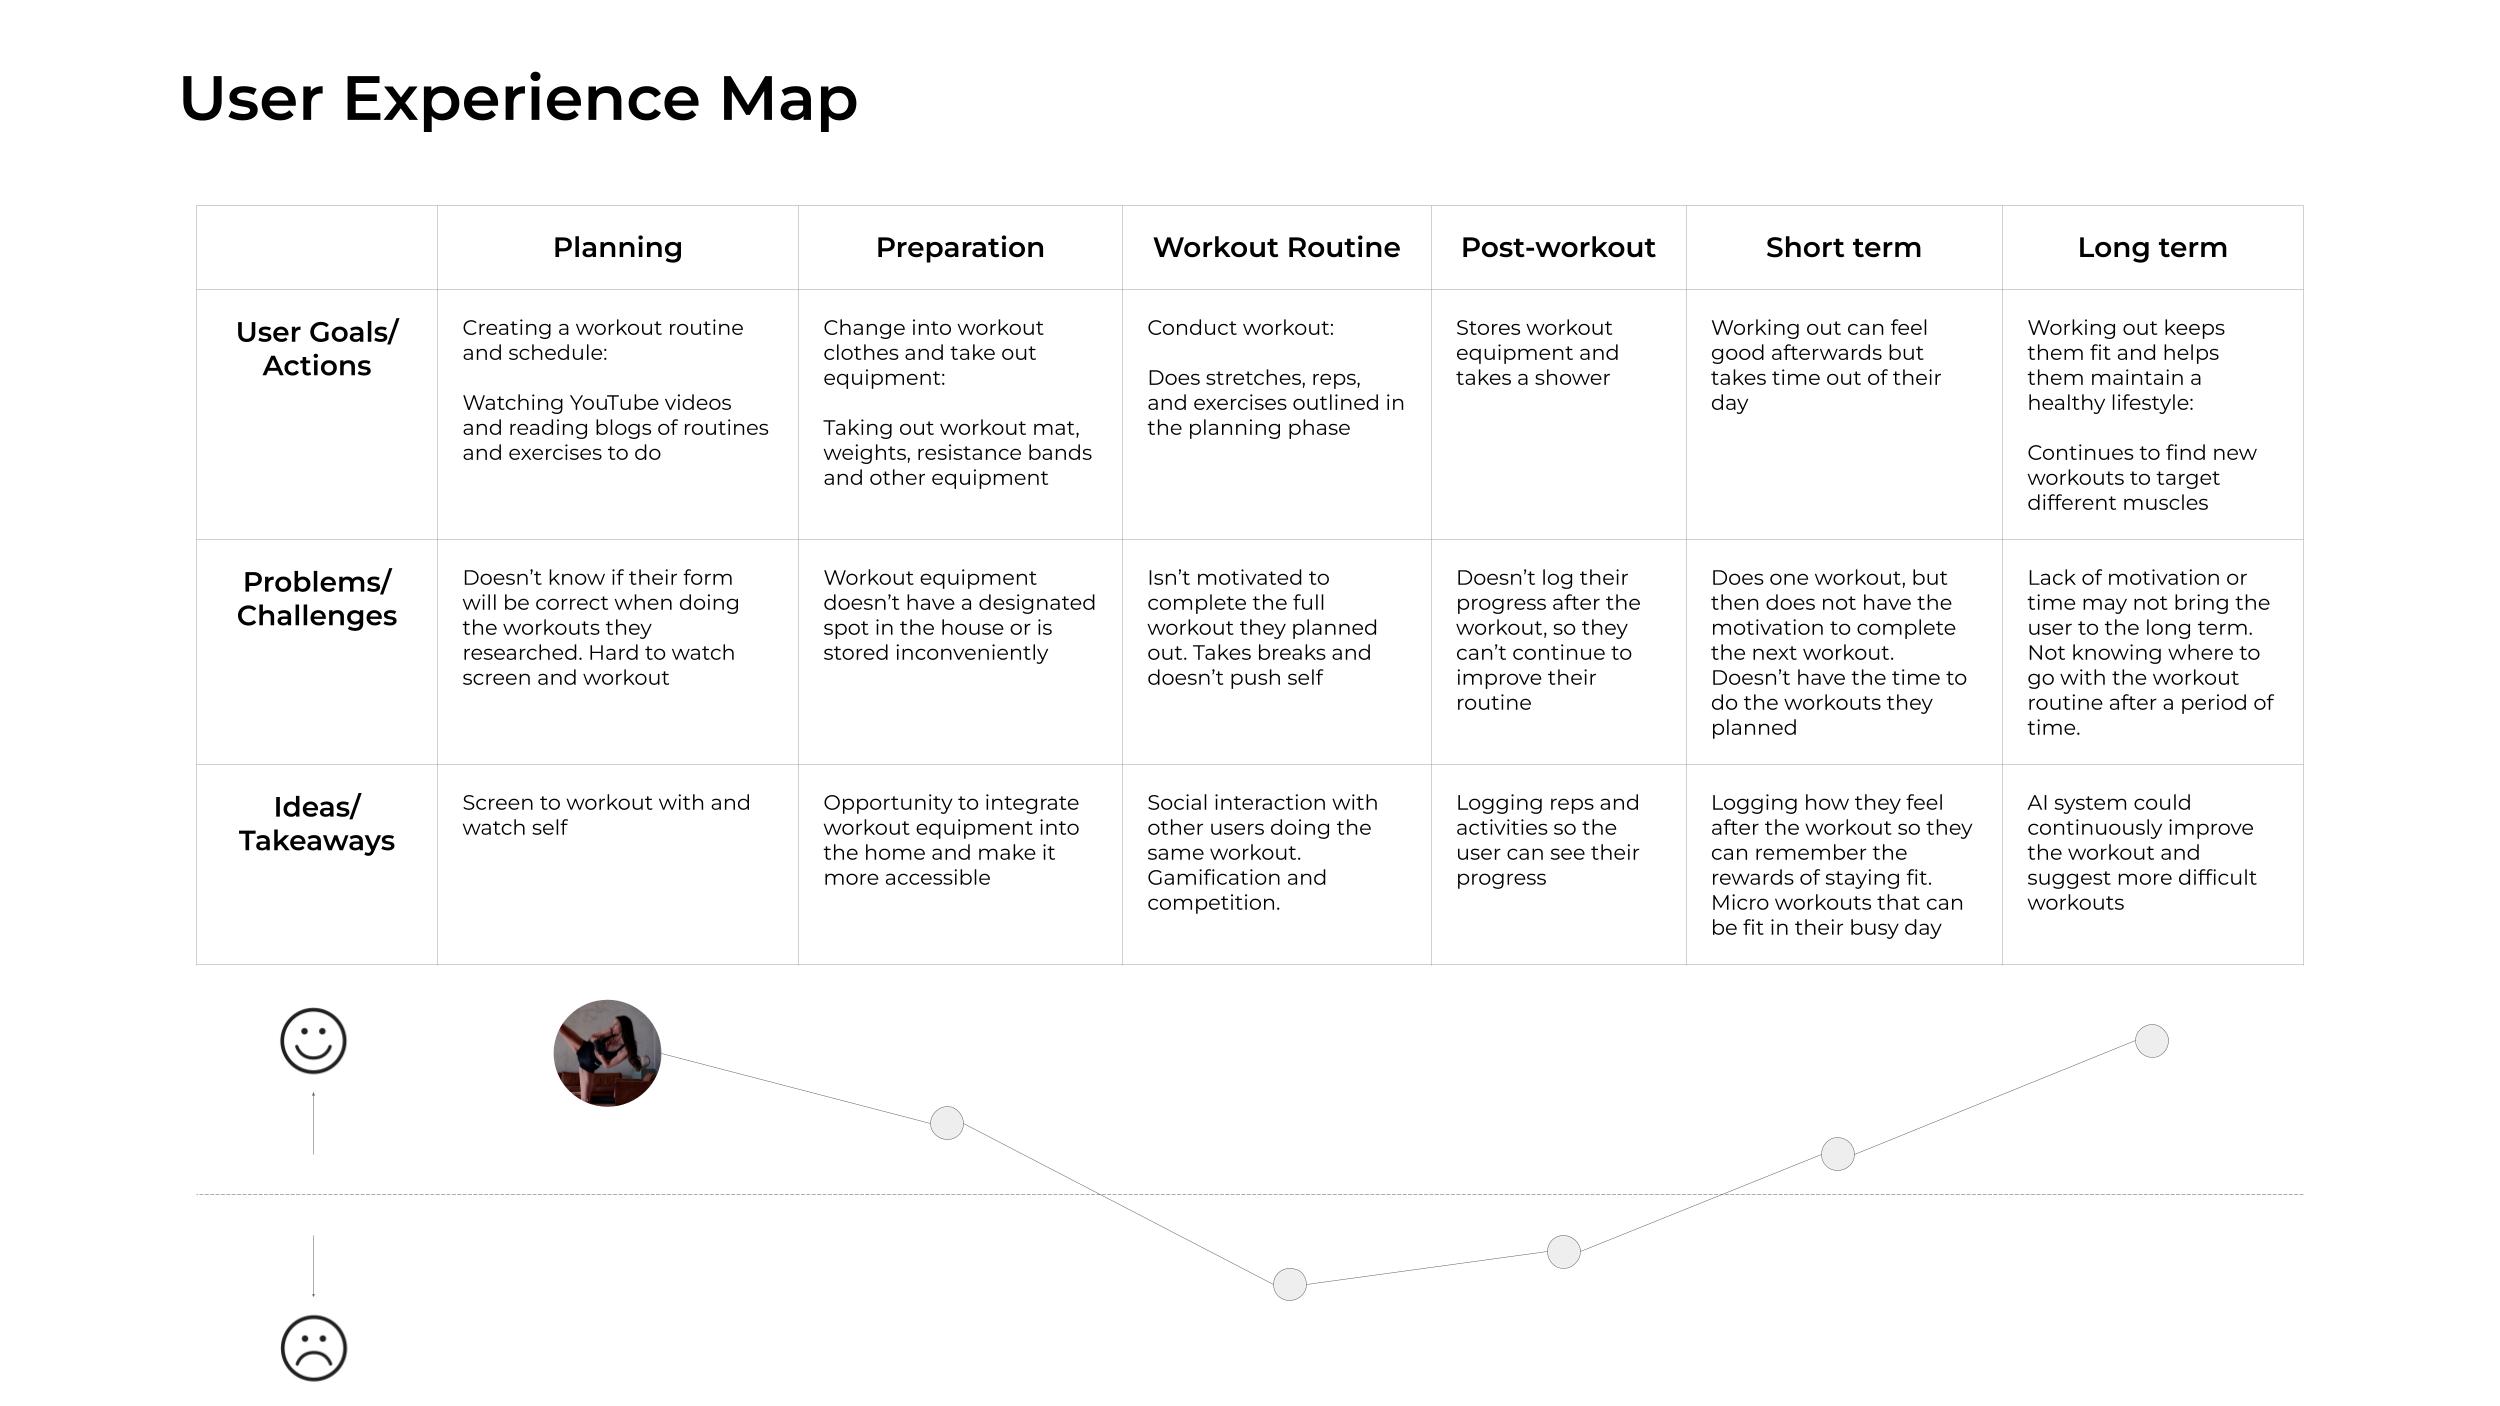 User Experience Map
Planning
Preparation
Workout Routine
Post-workout
Short term
Long term
User Goals/
Actions
Creating a workout routine
and schedule:
Watching YouTube videos
and reading blogs of routines
and exercises to do
Change into workout
clothes and take out
equipment:
Taking out workout mat,
weights, resistance bands
and other equipment
Conduct workout:
Does stretches, reps,
and exercises outlined in
the planning phase
Stores workout
equipment and
takes a shower
Working out can feel
good afterwards but
takes time out of their
day
Working out keeps
them fit and helps
them maintain a
healthy lifestyle:
Continues to find new
workouts to target
different muscles
Problems/
Challenges
Doesn’t know if their form
will be correct when doing
the workouts they
researched. Hard to watch
screen and workout
Workout equipment
doesn’t have a designated
spot in the house or is
stored inconveniently
Isn’t motivated to
complete the full
workout they planned
out. Takes breaks and
doesn’t push self
Doesn’t log their
progress after the
workout, so they
can’t continue to
improve their
routine
Does one workout, but
then does not have the
motivation to complete
the next workout.
Doesn’t have the time to
do the workouts they
planned
Lack of motivation or
time may not bring the
user to the long term.
Not knowing where to
go with the workout
routine after a period of
time.
Ideas/
Takeaways
Screen to workout with and
watch self
Opportunity to integrate
workout equipment into
the home and make it
more accessible
Social interaction with
other users doing the
same workout.
Gamification and
competition.
Logging reps and
activities so the
user can see their
progress
Logging how they feel
after the workout so they
can remember the
rewards of staying fit.
Micro workouts that can
be fit in their busy day
AI system could
continuously improve
the workout and
suggest more difficult
workouts